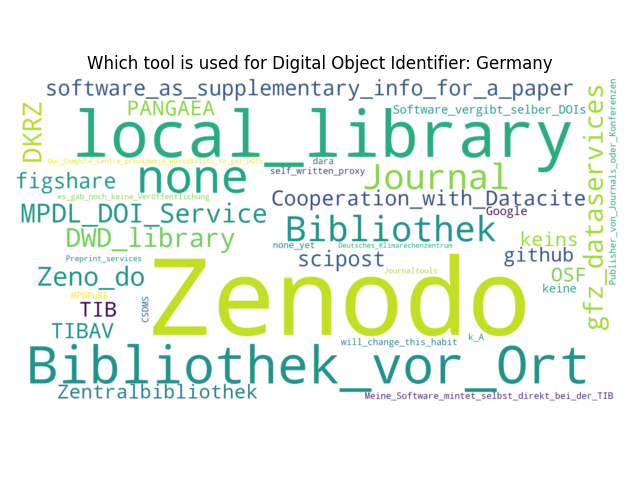 Which tool is used for Digital Object Identifier: Germany
software_as_supplementary_info_for_a_paper
PANGAEA
Software_vergibt_selber_DOIs
DKRZ
local_library
gfz_dataservices
Publisher_von_Journals_oder_Konferenzen
Our_Compute_Centre_provides_a_possibility_to_get_DOIs
dara
self_written_proxy
figshare
none
Journal
es_gab_noch_keine_Veröffentlichung
Cooperation_with_Datacite
MPDL_DOI_Service
Google
Bibliothek
DWD_library
keins
none_yet
Deutsches_Klimarechenzentrum
github
scipost
Preprint_services
Zeno_do
Journaltools
OSF
keine
Zenodo
MPGPuRE
CSDMS
TIB
TIBAV
k_A
will_change_this_habit
Bibliothek_vor_Ort
Zentralbibliothek
Meine_Software_mintet_selbst_direkt_bei_der_TIB